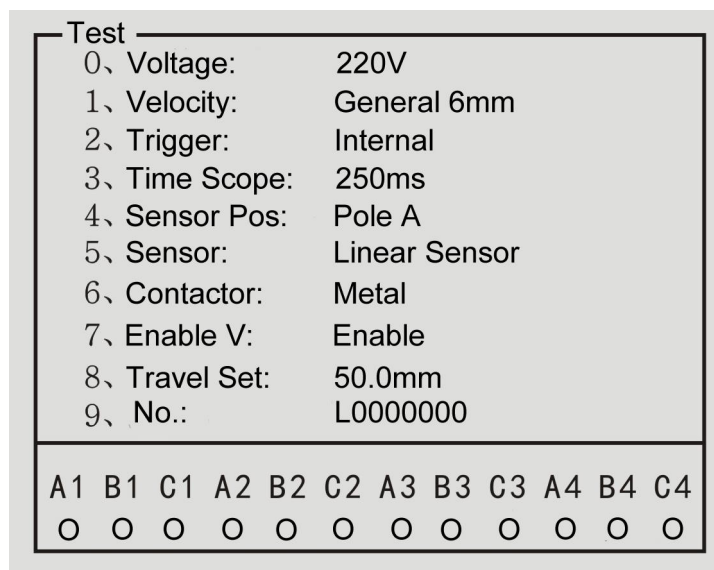 Test
0、Voltage: 220V
1、Velocity: General 6mm
2、Trigger: Internal
3、Time Scope: 250ms
4、Sensor Pos: Pole A
5、Sensor: Linear Sensor
6、Contactor: Metal
7、Enable V: Enable
8、Travel Set: 50.0mm
9、No.: L0000000
A1 B1 C1 A2 B2 C2 A3 B3 C3 A4 B4 C4
O O O O O O O O O O O O